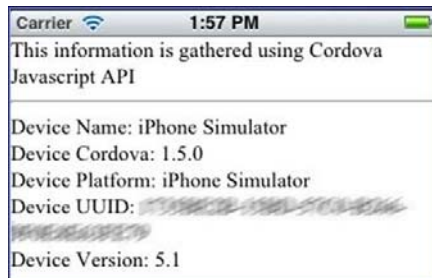 Carrier 1:57 PM
This information is gathered using Cordova
Javascript API
Device Name: iPhone Simulator
Device Cordova: 1.5.0
Device Platform: iPhone Simulator
Device UUID:
Device Version: 5.1